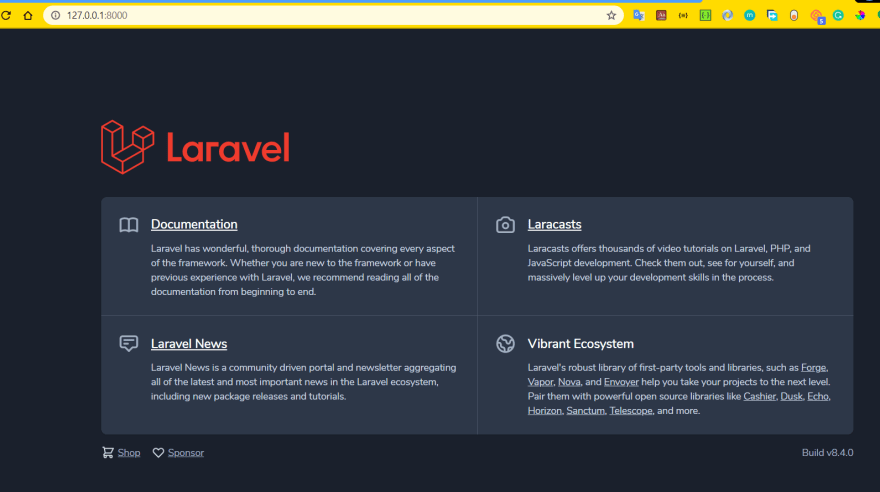 127.0.0.1:8000
Laravel
Documentation
Laravel has wonderful, thorough documentation covering every aspect
of the framework. Whether you are new to the framework or have
previous experience with Laravel, we recommend reading all of the
documentation from beginning to end.
Laracasts
Laracasts offers thousands of video tutorials on Laravel, PHP, and
JavaScript development. Check them out, see for yourself, and
massively level up your development skills in the process.
Laravel News
Laravel News is a community driven portal and newsletter aggregating
all of the latest and most important news in the Laravel ecosystem,
including new package releases and tutorials.
Vibrant Ecosystem
Laravel's robust library of first-party tools and libraries, such as Forge,
Vapor, Nova, and Envoyer help you take your projects to the next level.
Pair them with powerful open source libraries like Cashier, Dusk, Echo,
Horizon, Sanctum, Telescope, and more.
Shop
Sponsor
Build v8.4.0